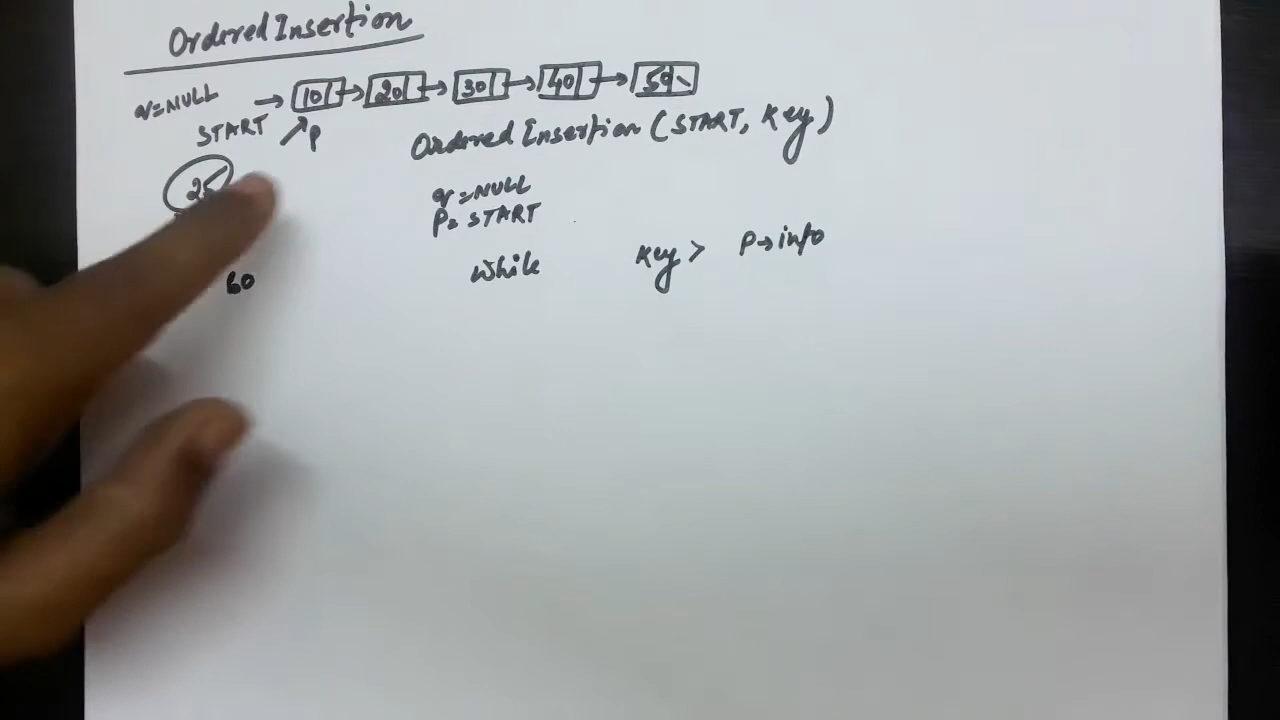 Ordered Insertion
q=NULL
START → 10 → 20 → 30 → 40 → 50
P
Ordered Insertion (START, Key)
25
q=NULL
P= START
while Key > P→info
60